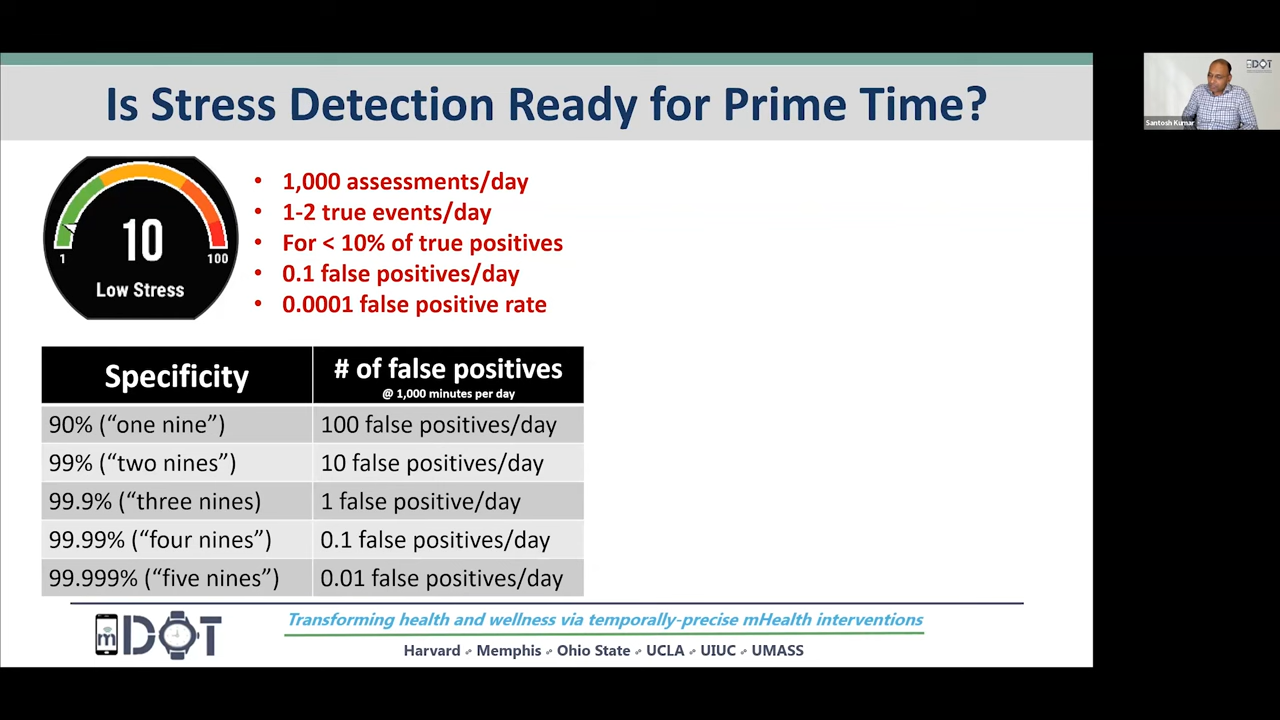 Is Stress Detection Ready for Prime Time?
10
1
100
Low Stress
• 1,000 assessments/day
• 1-2 true events/day
• For < 10% of true positives
• 0.1 false positives/day
• 0.0001 false positive rate
Specificity
# of false positives
@ 1,000 minutes per day
90% (“one nine”)
100 false positives/day
99% (“two nines”)
10 false positives/day
99.9% (“three nines)
1 false positive/day
99.99% (“four nines”)
0.1 false positives/day
99.999% (“five nines”)
0.01 false positives/day
mDOT
Transforming health and wellness via temporally-precise mHealth interventions
Harvard Memphis Ohio State UCLA UIUC UMASS
mDOT
Santosh Kumar